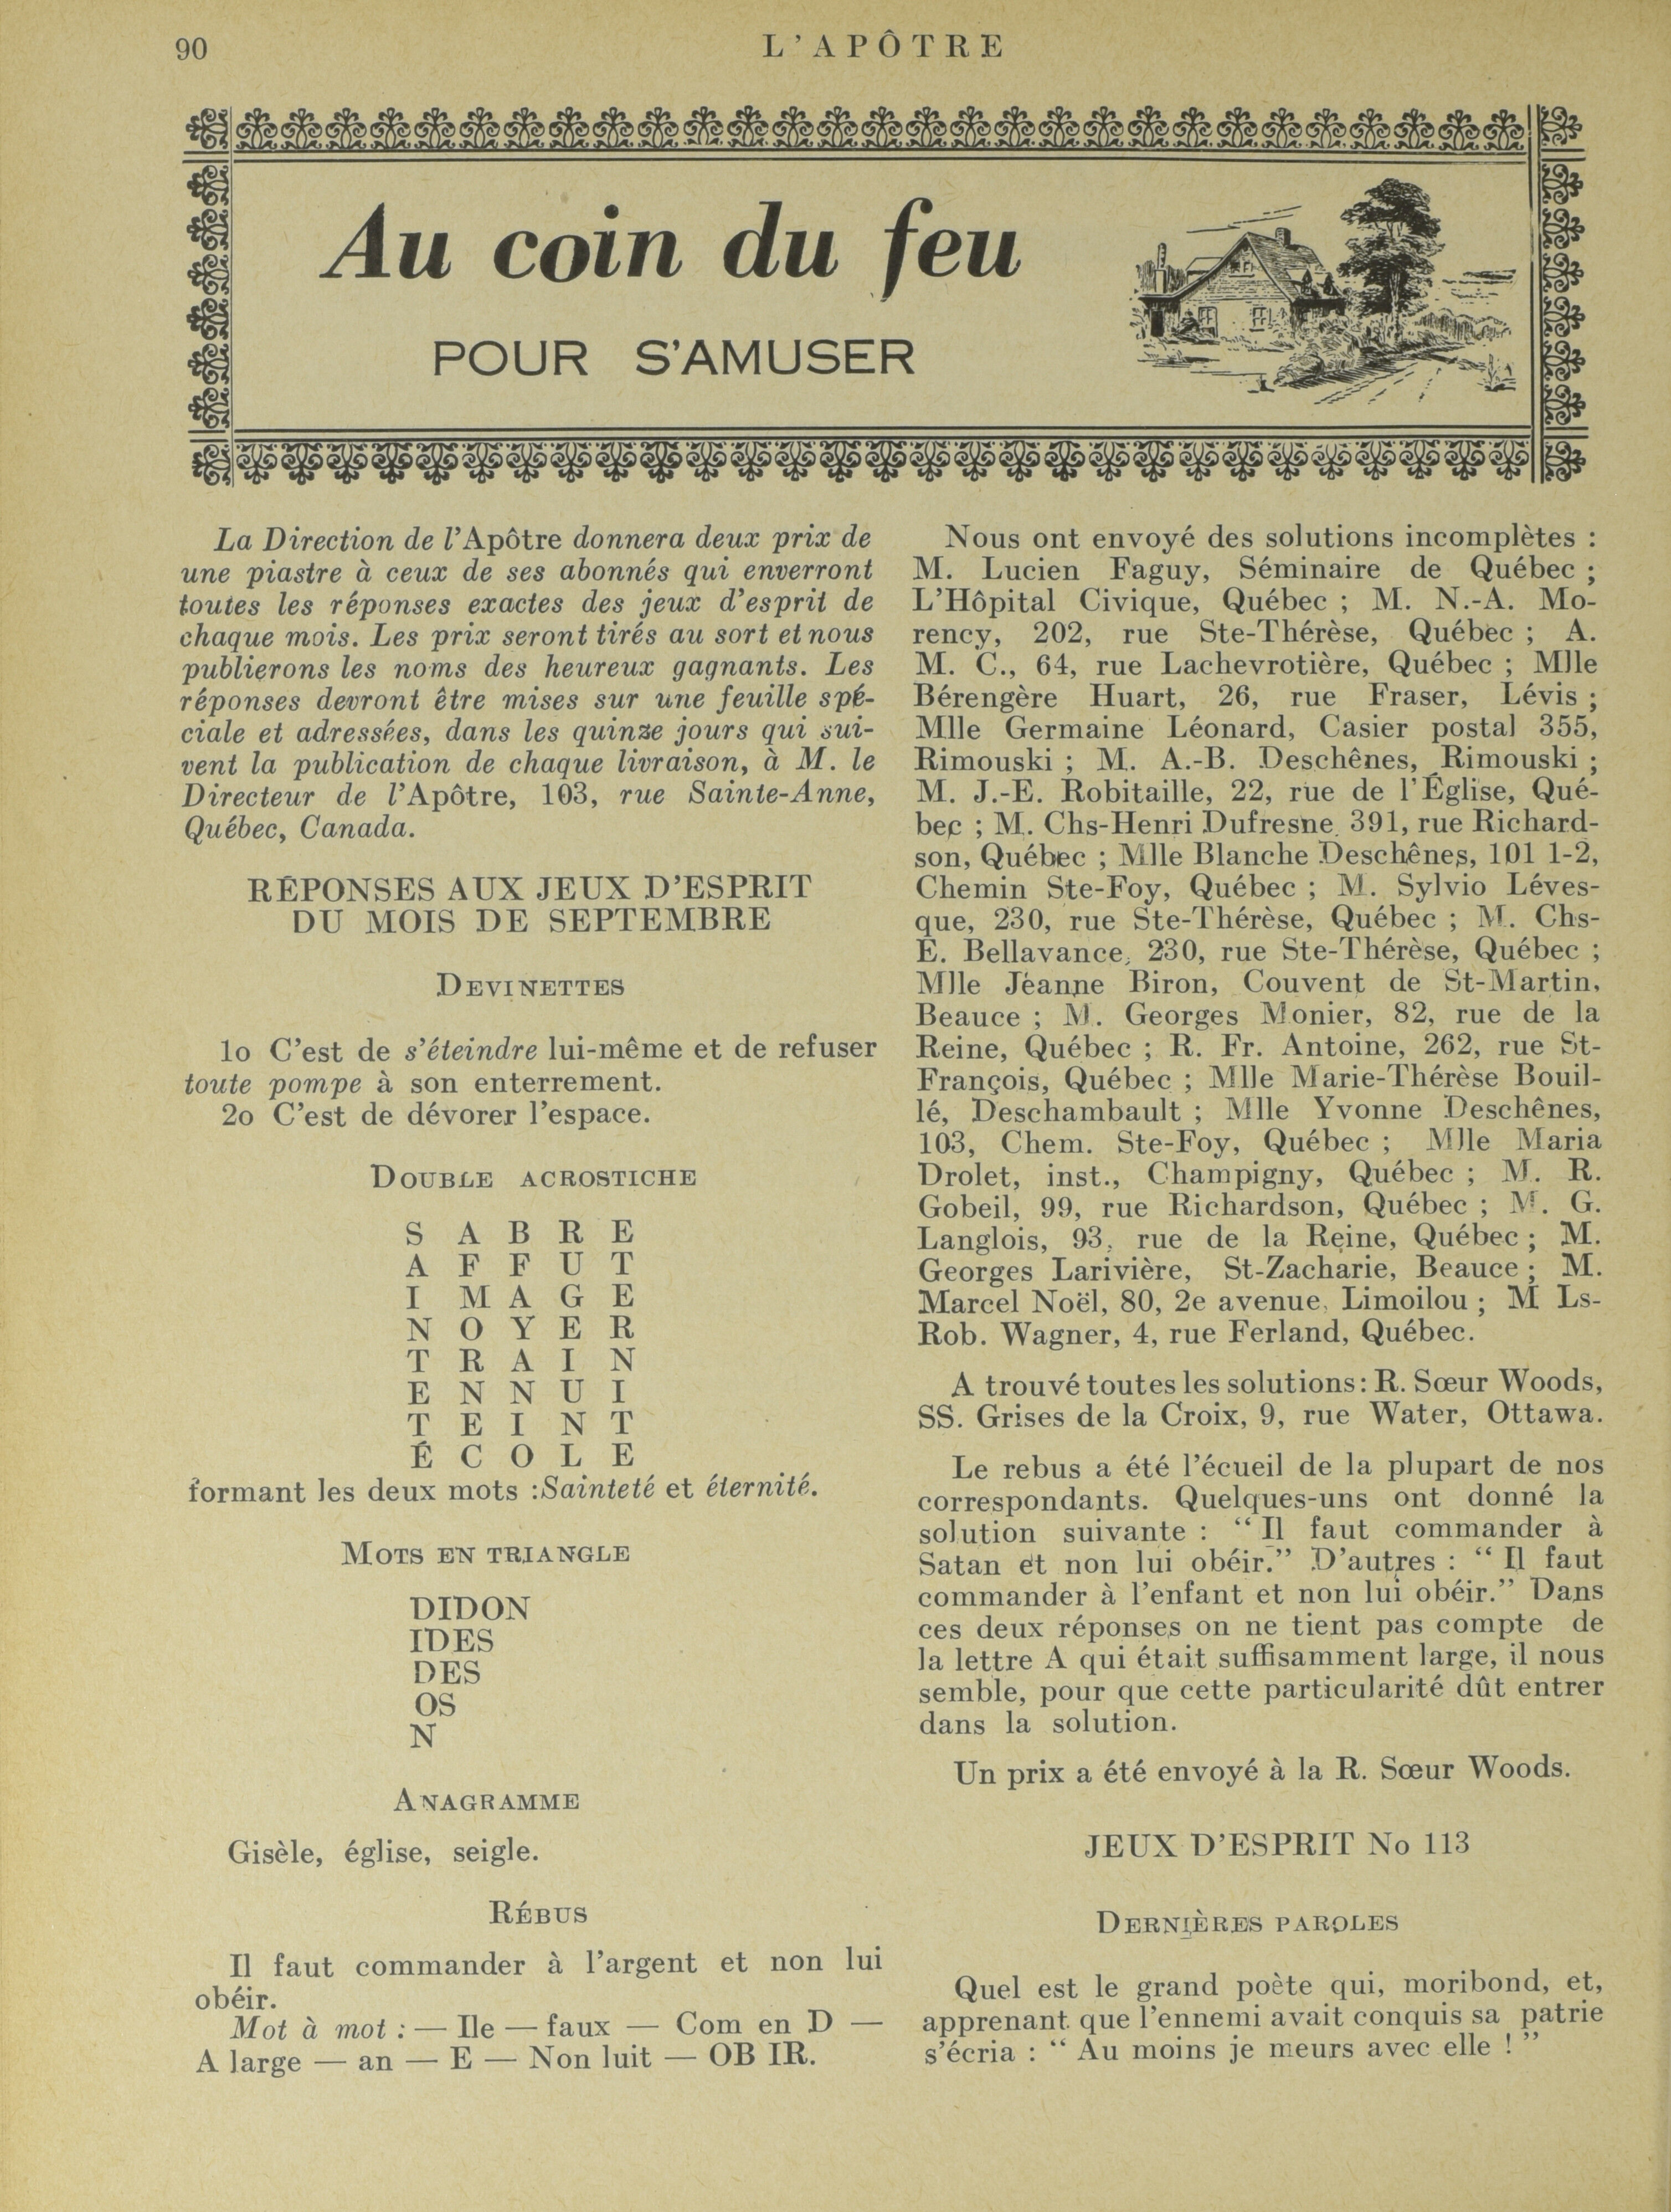 90
L'APÔTRE
Au coin du feu
POUR S'AMUSER
La Direction de l'Apôtre donnera deux prix de
une piastre à ceux de ses abonnés qui enverront
toutes les réponses exactes des jeux d'esprit de
chaque mois. Les prix seront tirés au sort et nous
publierons les noms des heureux gagnants. Les
réponses devront être mises sur une feuille spé-
ciale et adressées, dans les quinze jours qui sui-
vent la publication de chaque livraison, à M. le
Directeur de l'Apôtre, 103, rue Sainte-Anne,
Québec, Canada.
RÉPONSES AUX JEUX D'ESPRIT
DU MOIS DE SEPTEMBRE
DEVINETTES
1o C'est de s'éteindre lui-même et de refuser
toute pompe à son enterrement.
2o C'est de dévorer l'espace.
DOUBLE ACROSTICHE
S A B R E
A F F U T
I M A G E
N O Y E R
T R A I N
E N N U I
T E I N T
É C O L E
formant les deux mots :Sainteté et éternité.
MOTS EN TRIANGLE
DIDON
IDES
DES
OS
N
ANAGRAMME
Gisèle, église, seigle.
RÉBUS
Il faut commander à l'argent et non lui
obéir.
Mot à mot : — Ile — faux — Com en D —
A large — an — E — Non luit — OB IR.
Nous ont envoyé des solutions incomplètes :
M. Lucien Faguy, Séminaire de Québec ;
L'Hôpital Civique, Québec ; M. N.-A. Mo-
rency, 202, rue Ste-Thérèse, Québec ; A.
M. C., 64, rue Lachevrotière, Québec ; Mlle
Bérengère Huart, 26, rue Fraser, Lévis ;
Mlle Germaine Léonard, Casier postal 355,
Rimouski ; M. A.-B. Deschênes, Rimouski ;
M. J.-E. Robitaille, 22, rue de l'Église, Qué-
bec ; M. Chs-Henri Dufresne, 391, rue Richard-
son, Québec ; Mlle Blanche Deschênes, 101 1-2,
Chemin Ste-Foy, Québec ; M. Sylvio Léves-
que, 230, rue Ste-Thérèse, Québec ; M. Chs-
E. Bellavance, 230, rue Ste-Thérèse, Québec ;
Mlle Jeanne Biron, Couvent de St-Martin,
Beauce ; M. Georges Monier, 82, rue de la
Reine, Québec ; R. Fr. Antoine, 262, rue St-
François, Québec ; Mlle Marie-Thérèse Bouil-
lé, Deschambault ; Mlle Yvonne Deschênes,
103, Chem. Ste-Foy, Québec ; Mlle Maria
Drolet, inst., Champigny, Québec ; M. R.
Gobeil, 99, rue Richardson, Québec ; M. G.
Langlois, 93, rue de la Reine, Québec ; M.
Georges Larivière, St-Zacharie, Beauce ; M.
Marcel Noël, 80, 2e avenue, Limoilou ; M Ls-
Rob. Wagner, 4, rue Ferland, Québec.
A trouvé toutes les solutions : R. Sœur Woods,
SS. Grises de la Croix, 9, rue Water, Ottawa.
Le rebus a été l'écueil de la plupart de nos
correspondants. Quelques-uns ont donné la
solution suivante : “ Il faut commander à
Satan et non lui obéir.” D'autres : “ Il faut
commander à l'enfant et non lui obéir.” Dans
ces deux réponses on ne tient pas compte de
la lettre A qui était suffisamment large, il nous
semble, pour que cette particularité dût entrer
dans la solution.
Un prix a été envoyé à la R. Sœur Woods.
JEUX D'ESPRIT No 113
DERNIÈRES PAROLES
Quel est le grand poète qui, moribond, et,
apprenant que l'ennemi avait conquis sa patrie
s'écria : “ Au moins je meurs avec elle ! ”